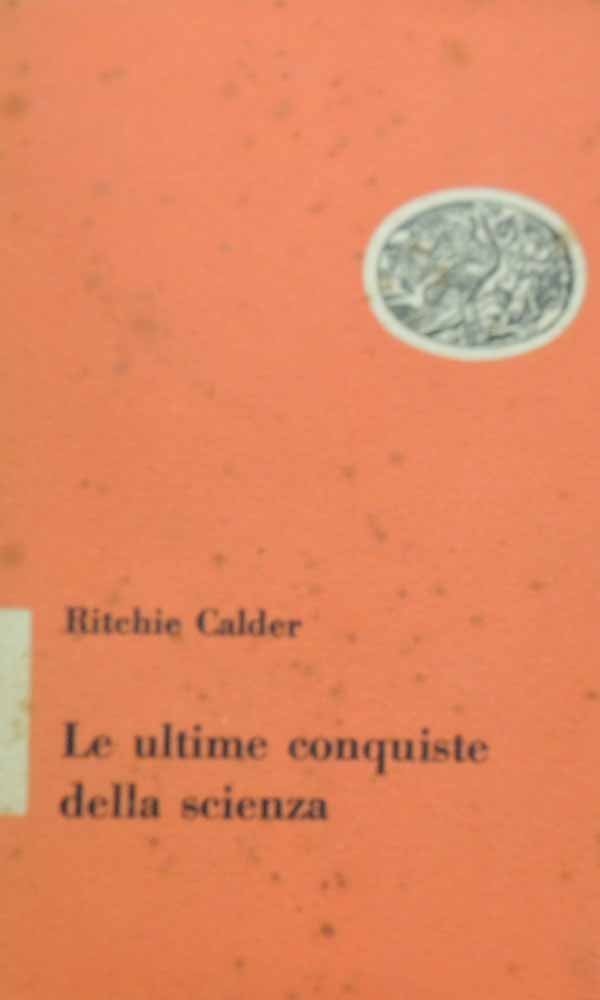 Ritchie Calder
Le ultime conquiste
della scienza